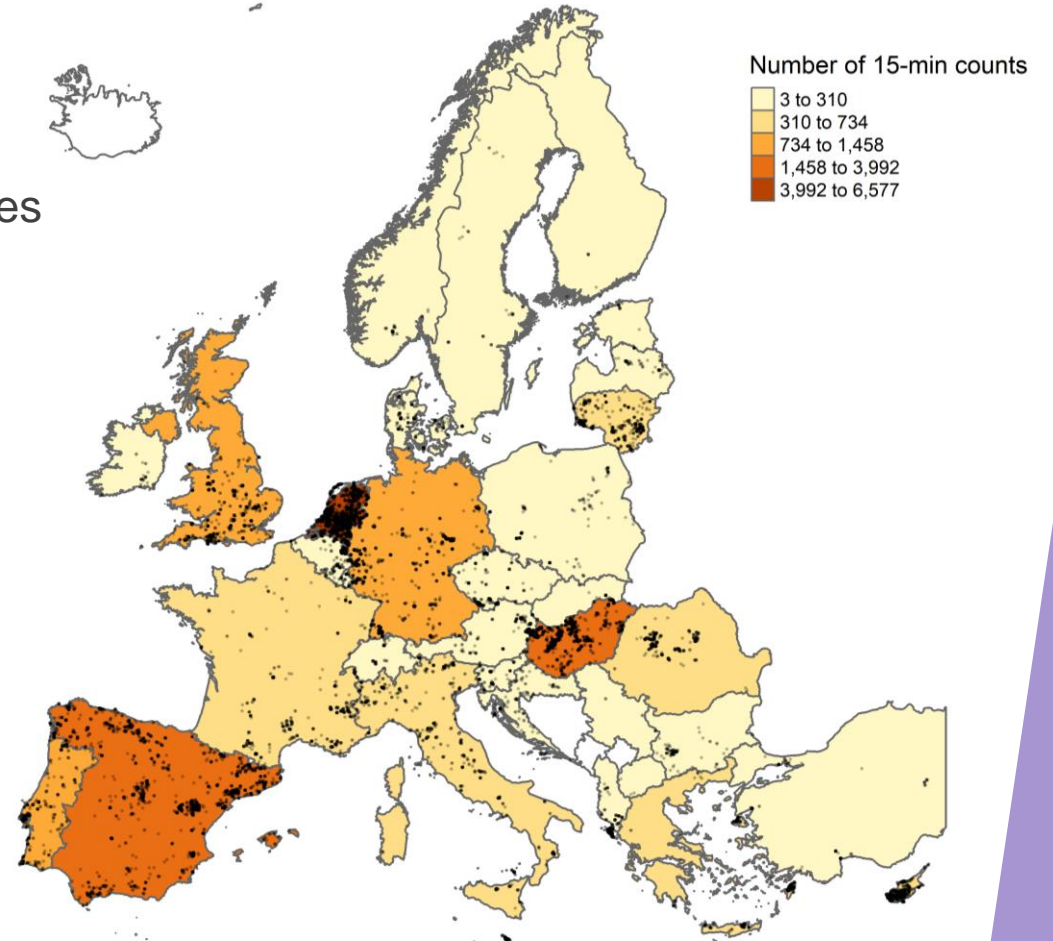 Number of 15-min counts
3 to 310
310 to 734
734 to 1,458
1,458 to 3,992
3,992 to 6,577
es